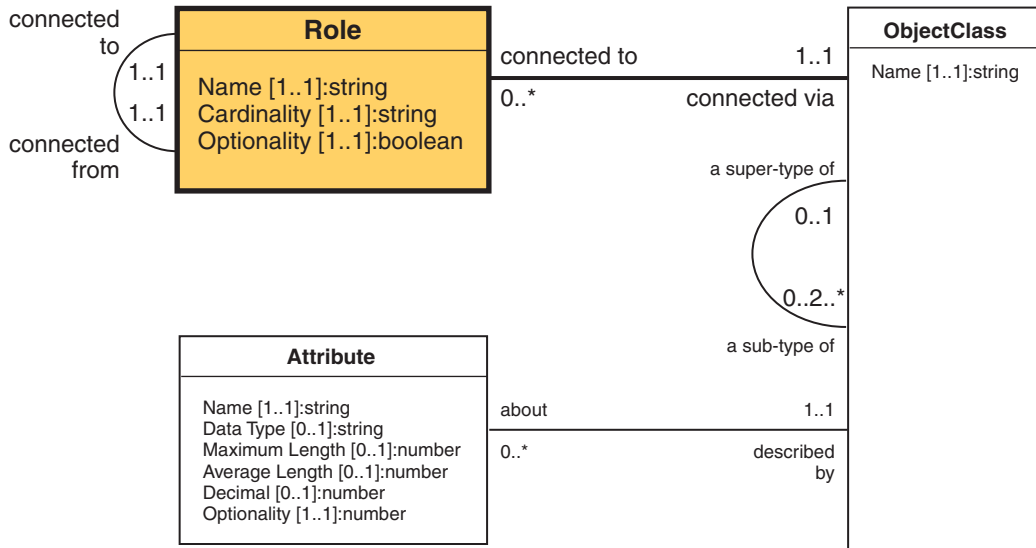 connected
to
1..1
1..1
connected
from
Role
Name [1..1]:string
Cardinality [1..1]:string
Optionality [1..1]:boolean
connected to
1..1
0..*
connected via
ObjectClass
Name [1..1]:string
a super-type of
0..1
0..2..*
a sub-type of
Attribute
Name [1..1]:string
Data Type [0..1]:string
Maximum Length [0..1]:number
Average Length [0..1]:number
Decimal [0..1]:number
Optionality [1..1]:number
about
1..1
0..*
described
by